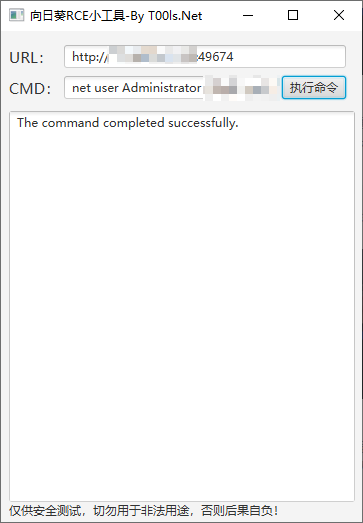 向日葵RCE小工具-By T00ls.Net
URL: http://49674
CMD: net user Administrator 执行命令
The command completed successfully.
仅供安全测试，切勿用于非法用途，否则后果自负！